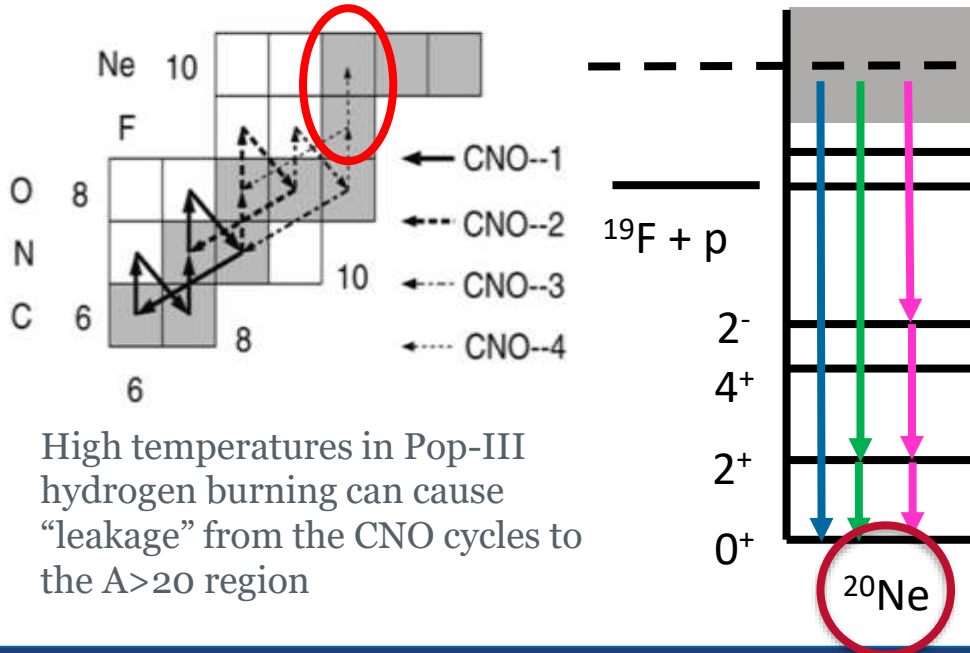 Ne 10
F
O 8
N
C 6
6
8
10
CNO--1
CNO--2
CNO--3
CNO--4
High temperatures in Pop-III
hydrogen burning can cause
“leakage” from the CNO cycles to
the A>20 region
¹⁹F + p
2⁻
4⁺
2⁺
0⁺
²⁰Ne